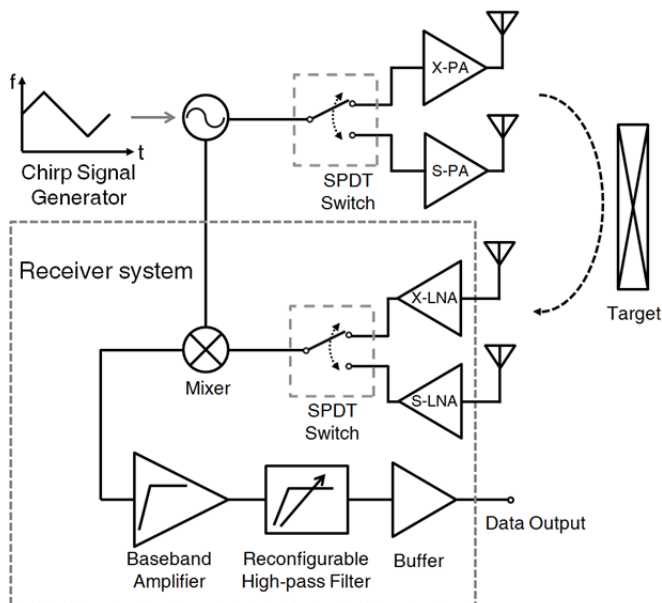 f
t
Chirp Signal
Generator
SPDT
Switch
X-PA
S-PA
Target
Receiver system
X-LNA
S-LNA
SPDT
Switch
Mixer
Baseband
Amplifier
Reconfigurable
High-pass Filter
Buffer
Data Output